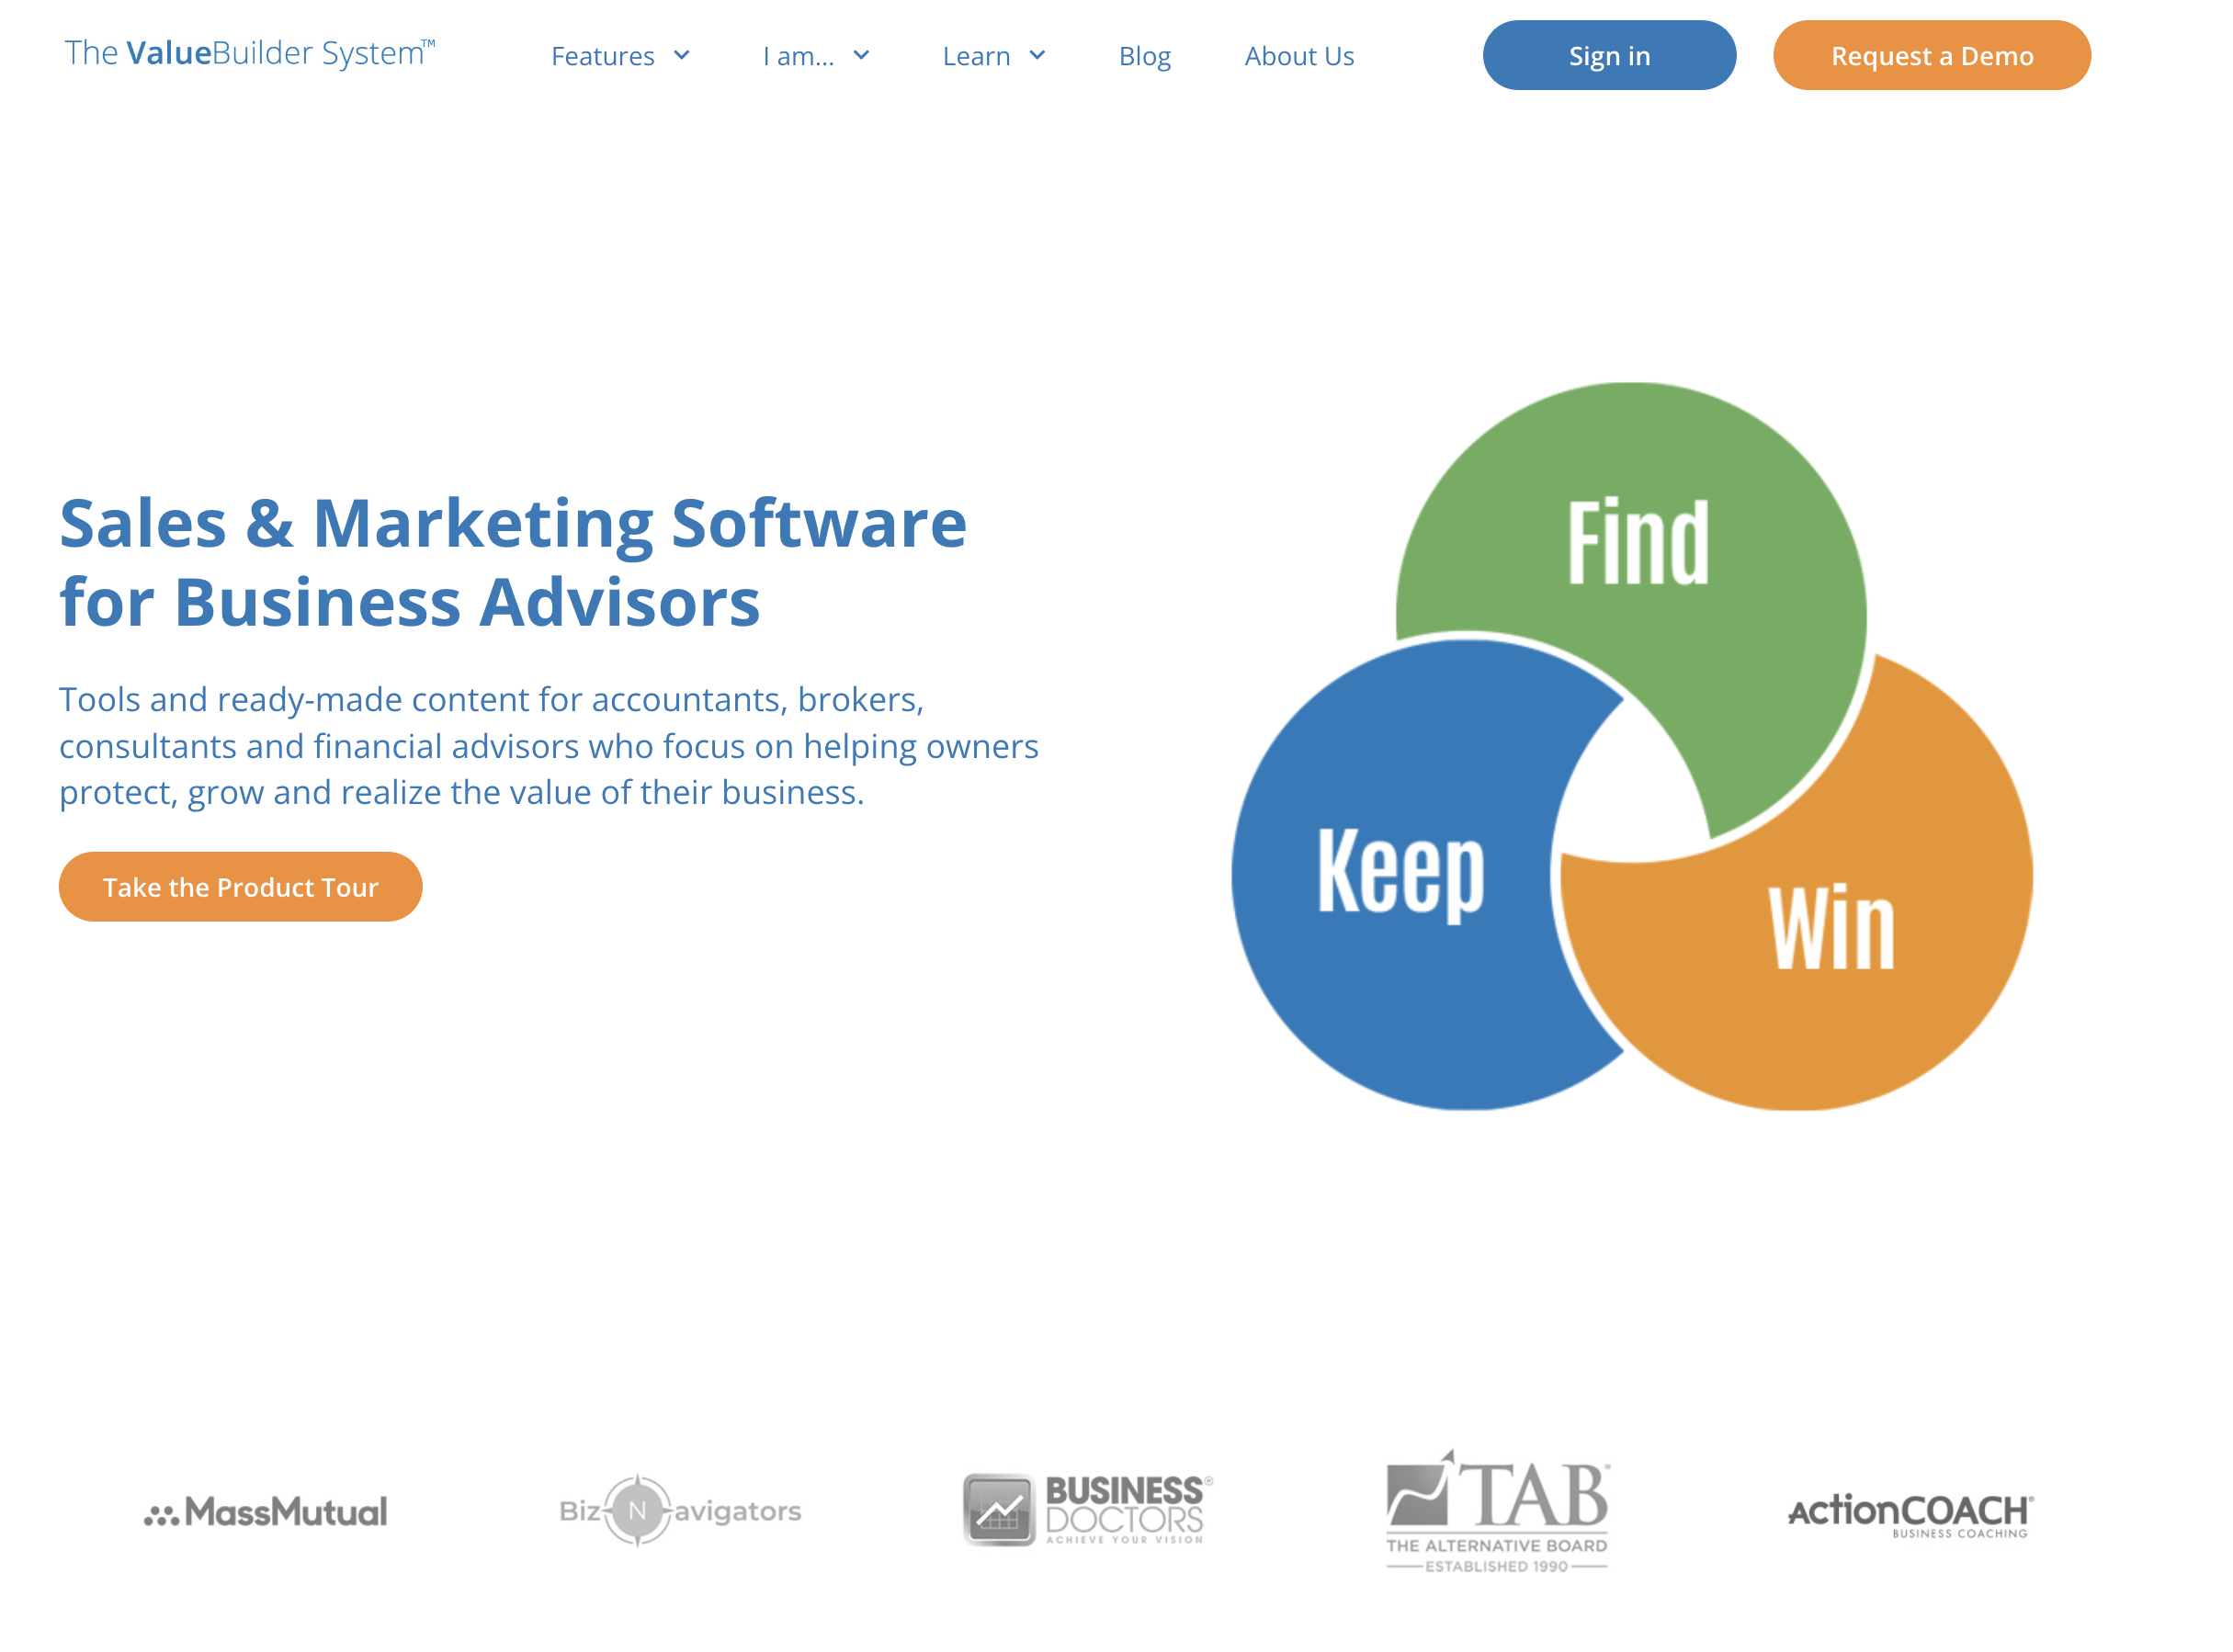 The ValueBuilder System™
Features
I am...
Learn
Blog
About Us
Sign in
Request a Demo
Sales & Marketing Software
for Business Advisors
Tools and ready-made content for accountants, brokers,
consultants and financial advisors who focus on helping owners
protect, grow and realize the value of their business.
Take the Product Tour
Find
Keep
Win
MassMutual
Biz N avigators
BUSINESS®
DOCTORS
ACHIEVE YOUR VISION
TAB®
THE ALTERNATIVE BOARD
ESTABLISHED 1990
ActionCOACH®
BUSINESS COACHING